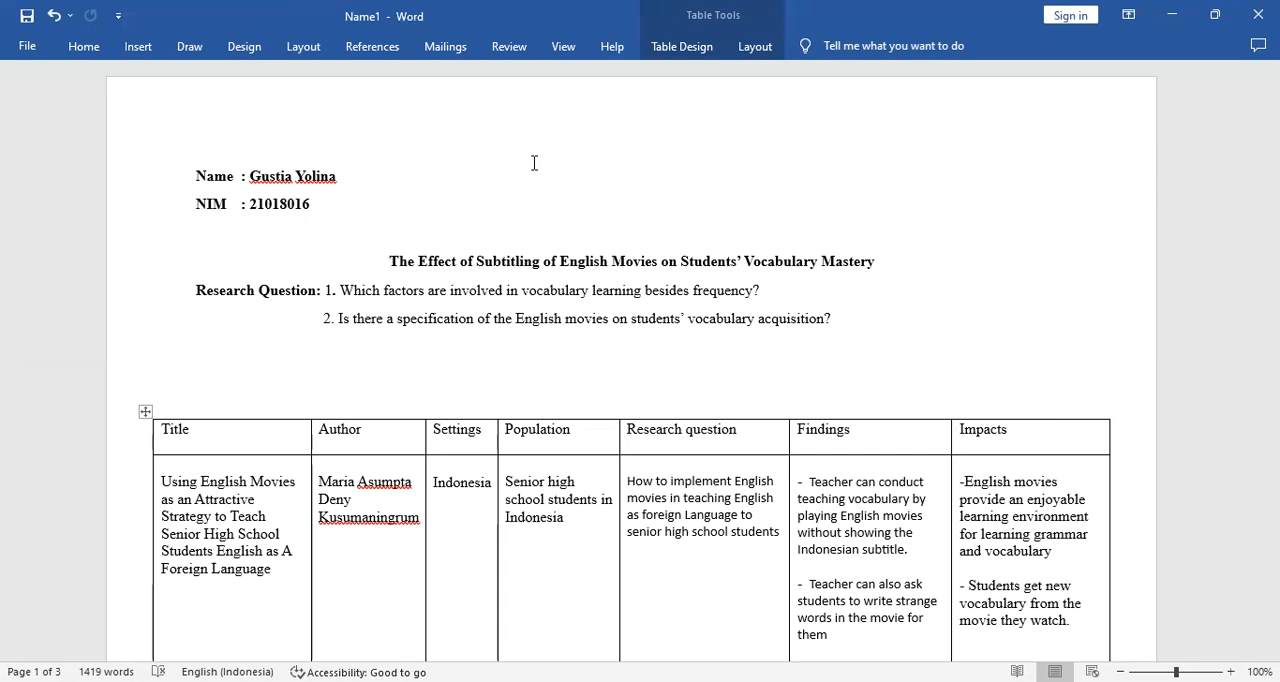 Name1 - Word
Table Tools
Sign in
File Home Insert Draw Design Layout References Mailings Review View Help Table Design Layout Tell me what you want to do
Name : Gustia Yolina
NIM : 21018016
The Effect of Subtitling of English Movies on Students' Vocabulary Mastery
Research Question: 1. Which factors are involved in vocabulary learning besides frequency?
2. Is there a specification of the English movies on students' vocabulary acquisition?
Title Author Settings Population Research question Findings Impacts
Using English Movies
as an Attractive
Strategy to Teach
Senior High School
Students English as A
Foreign Language
Maria Asumpta
Deny
Kusumaningrum
Indonesia
Senior high
school students in
Indonesia
How to implement English
movies in teaching English
as foreign Language to
senior high school students
- Teacher can conduct
teaching vocabulary by
playing English movies
without showing the
Indonesian subtitle.
- Teacher can also ask
students to write strange
words in the movie for
them
-English movies
provide an enjoyable
learning environment
for learning grammar
and vocabulary
- Students get new
vocabulary from the
movie they watch.
Page 1 of 3 1419 words English (Indonesia) Accessibility: Good to go 100%